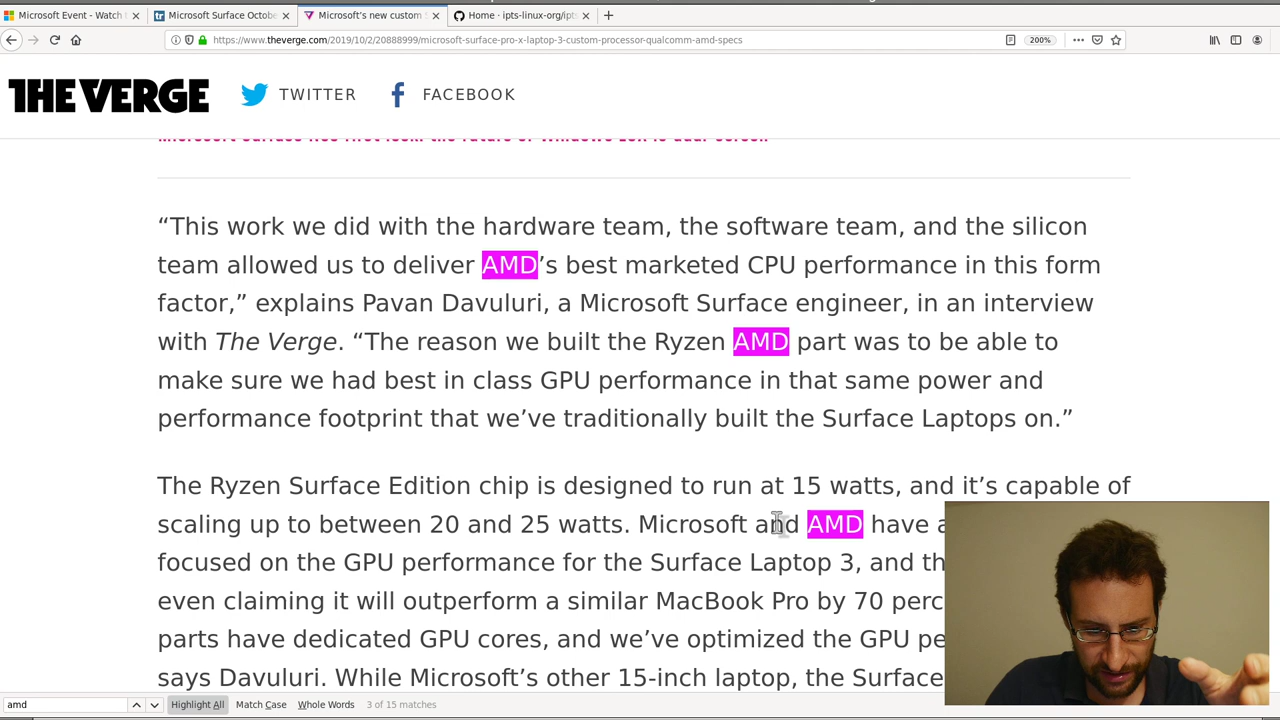 Microsoft Event - Watch t
Microsoft Surface Octobe
Microsoft's new custom
Home · ipts-linux-org/ipts
https://www.theverge.com/2019/10/2/20888999/microsoft-surface-pro-x-laptop-3-custom-processor-qualcomm-amd-specs
200%
THE VERGE
TWITTER
FACEBOOK
“This work we did with the hardware team, the software team, and the silicon
team allowed us to deliver AMD’s best marketed CPU performance in this form
factor,” explains Pavan Davuluri, a Microsoft Surface engineer, in an interview
with The Verge. “The reason we built the Ryzen AMD part was to be able to
make sure we had best in class GPU performance in that same power and
performance footprint that we’ve traditionally built the Surface Laptops on.”
The Ryzen Surface Edition chip is designed to run at 15 watts, and it’s capable of
scaling up to between 20 and 25 watts. Microsoft and AMD have
focused on the GPU performance for the Surface Laptop 3, and
even claiming it will outperform a similar MacBook Pro by 70
parts have dedicated GPU cores, and we’ve optimized the GPU
says Davuluri. While Microsoft’s other 15-inch laptop, the Surface
amd
Highlight All
Match Case
Whole Words
3 of 15 matches